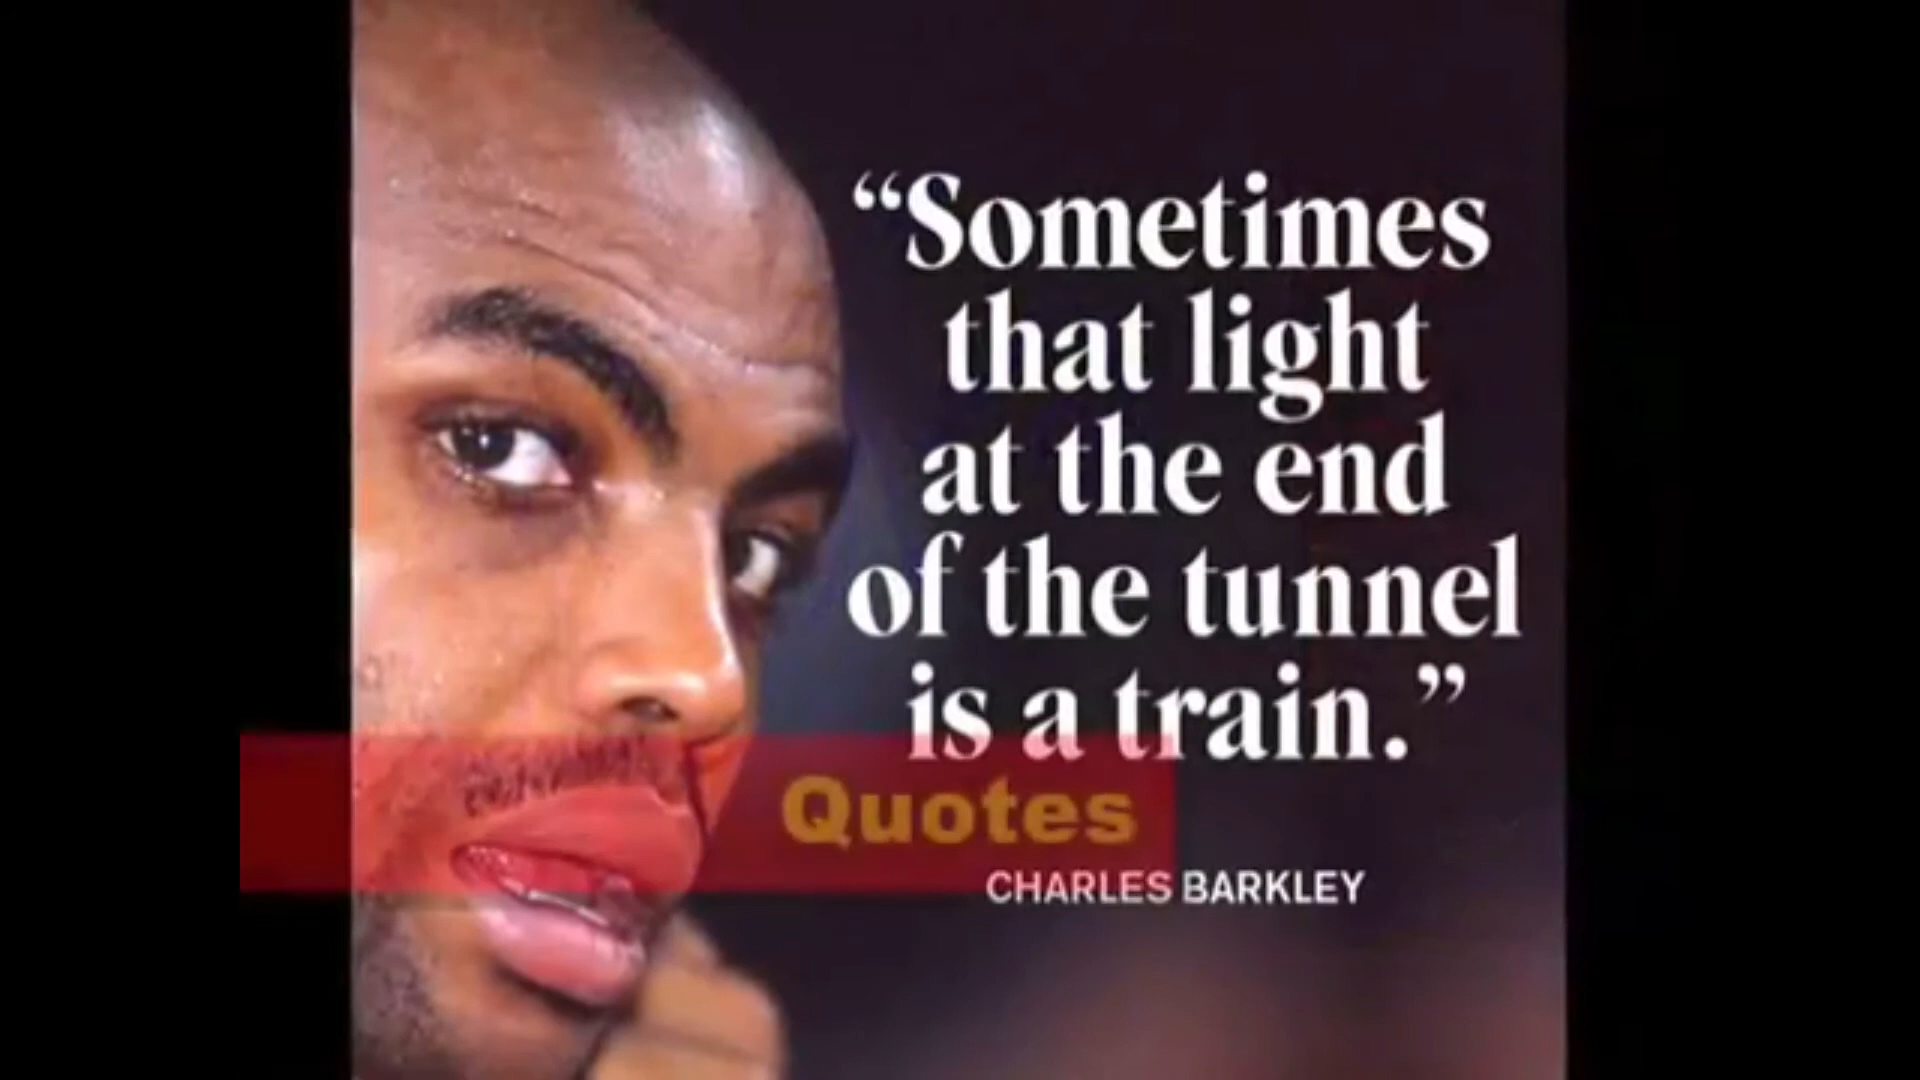 “Sometimes
that light
at the end
of the tunnel
is a train.”
Quotes
CHARLES BARKLEY